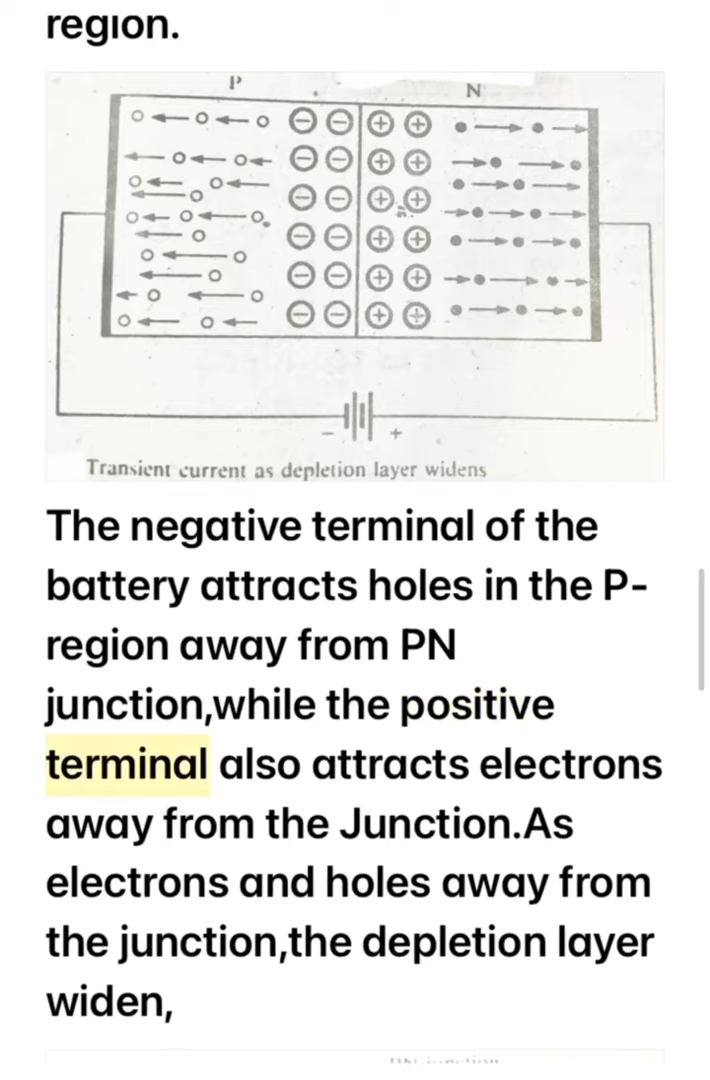 region.
P
N
− +
Transient current as depletion layer widens
The negative terminal of the
battery attracts holes in the P-
region away from PN
junction,while the positive
terminal also attracts electrons
away from the Junction.As
electrons and holes away from
the junction,the depletion layer
widen,